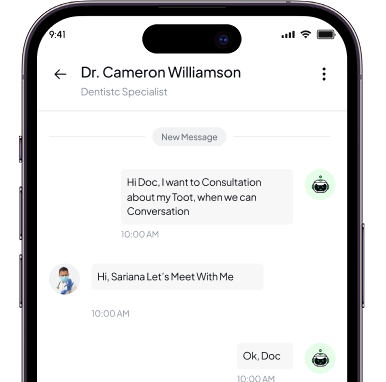 9:41
Dr. Cameron Williamson
Dentistc Specialist
New Message
Hi Doc, I want to Consultation
about my Toot, when we can
Conversation
10:00 AM
Hi, Sariana Let's Meet With Me
10:00 AM
Ok, Doc
10:00 AM